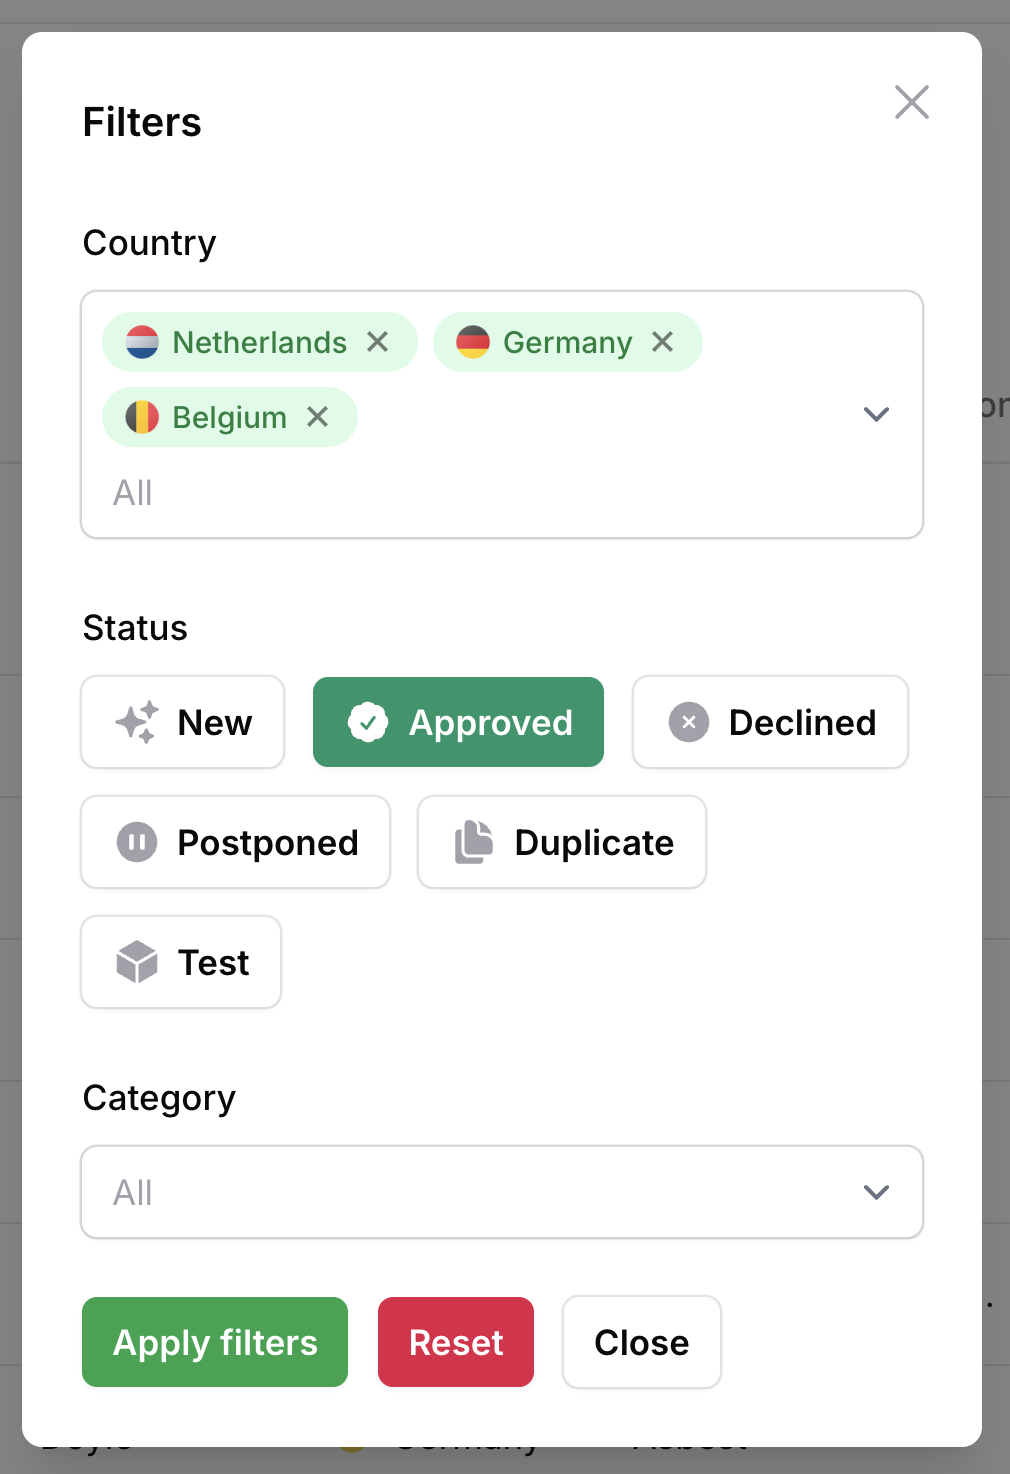 Filters
Country
Netherlands Germany
Belgium
All
Status
New Approved Declined
Postponed Duplicate
Test
Category
All
Apply filters Reset Close